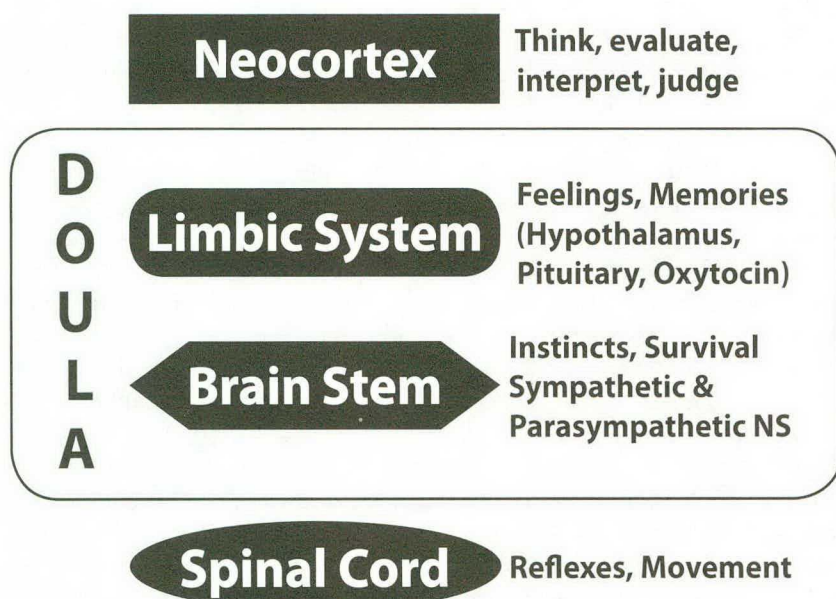 Neocortex
Think, evaluate,
interpret, judge
DOULA
Limbic System
Feelings, Memories
(Hypothalamus,
Pituitary, Oxytocin)
Brain Stem
Instincts, Survival
Sympathetic &
Parasympathetic NS
Spinal Cord
Reflexes, Movement